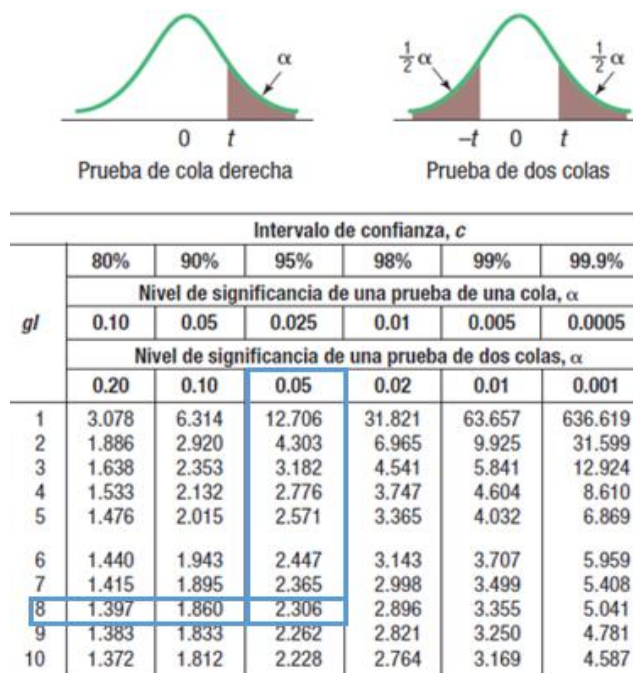 α
½α ½α
0 t
-t 0 t
Prueba de cola derecha
Prueba de dos colas
Intervalo de confianza, c
80% 90% 95% 98% 99% 99.9%
Nivel de significancia de una prueba de una cola, α
gl 0.10 0.05 0.025 0.01 0.005 0.0005
Nivel de significancia de una prueba de dos colas, α
0.20 0.10 0.05 0.02 0.01 0.001
1 3.078 6.314 12.706 31.821 63.657 636.619
2 1.886 2.920 4.303 6.965 9.925 31.599
3 1.638 2.353 3.182 4.541 5.841 12.924
4 1.533 2.132 2.776 3.747 4.604 8.610
5 1.476 2.015 2.571 3.365 4.032 6.869
6 1.440 1.943 2.447 3.143 3.707 5.959
7 1.415 1.895 2.365 2.998 3.499 5.408
8 1.397 1.860 2.306 2.896 3.355 5.041
9 1.383 1.833 2.262 2.821 3.250 4.781
10 1.372 1.812 2.228 2.764 3.169 4.587